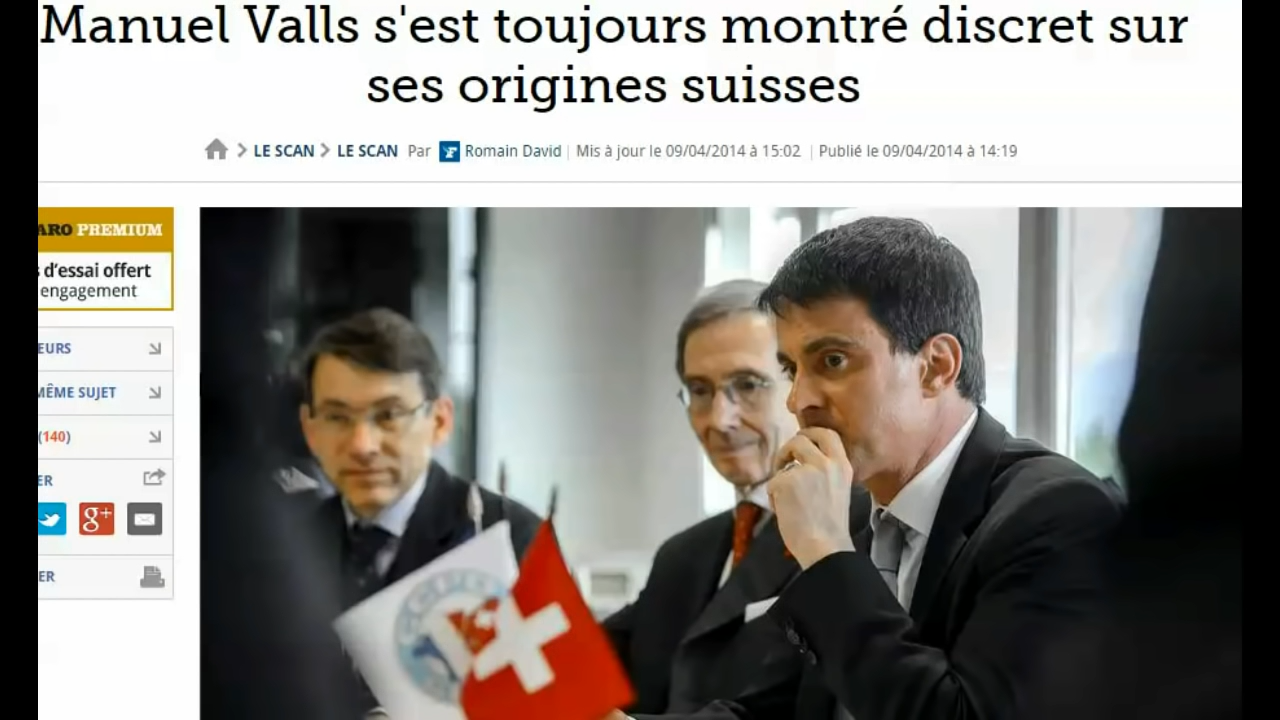 Manuel Valls s'est toujours montré discret sur
ses origines suisses
LE SCAN > LE SCAN Par Romain David | Mis à jour le 09/04/2014 à 15:02 | Publié le 09/04/2014 à 14:19
ARO PREMIUM
s d'essai offert
engagement
EURS
MÊME SUJET
(140)
ER
g+
ER